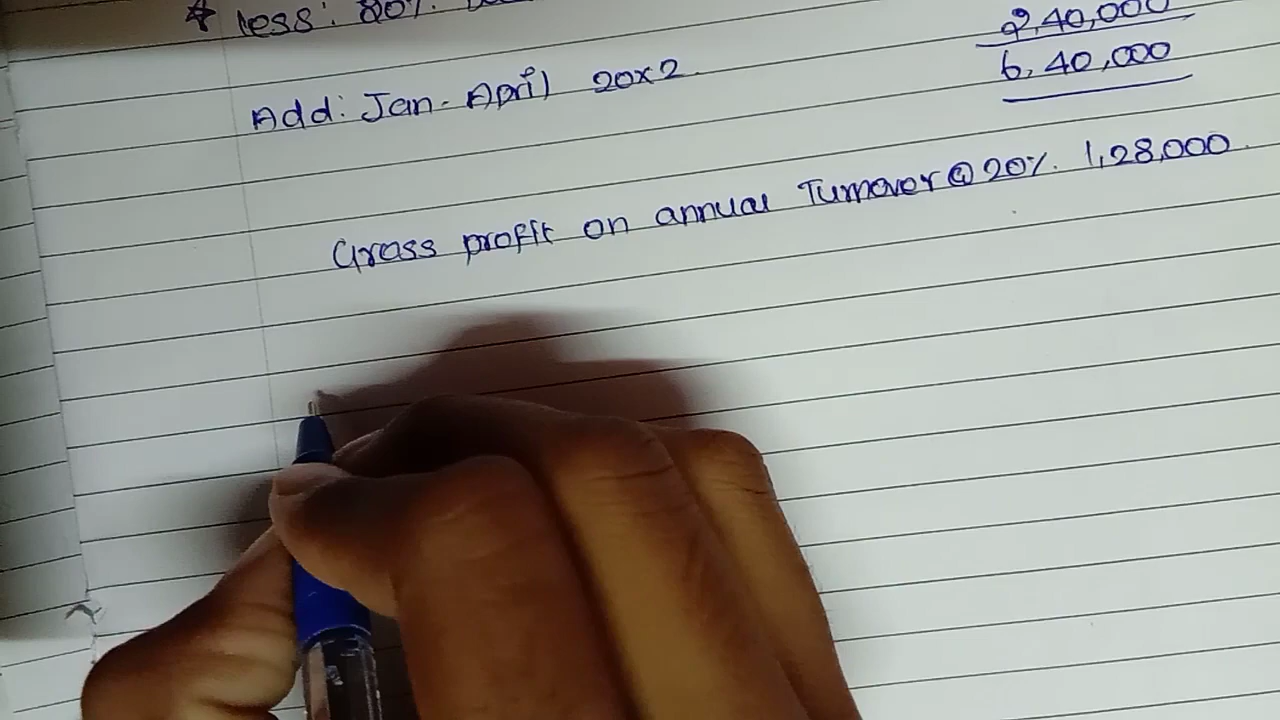 * less: 20%.
2,40,000
Add: Jan - April 20x2.
6,40,000
Gross profit on annual Turnover @ 20%. 1,28,000.